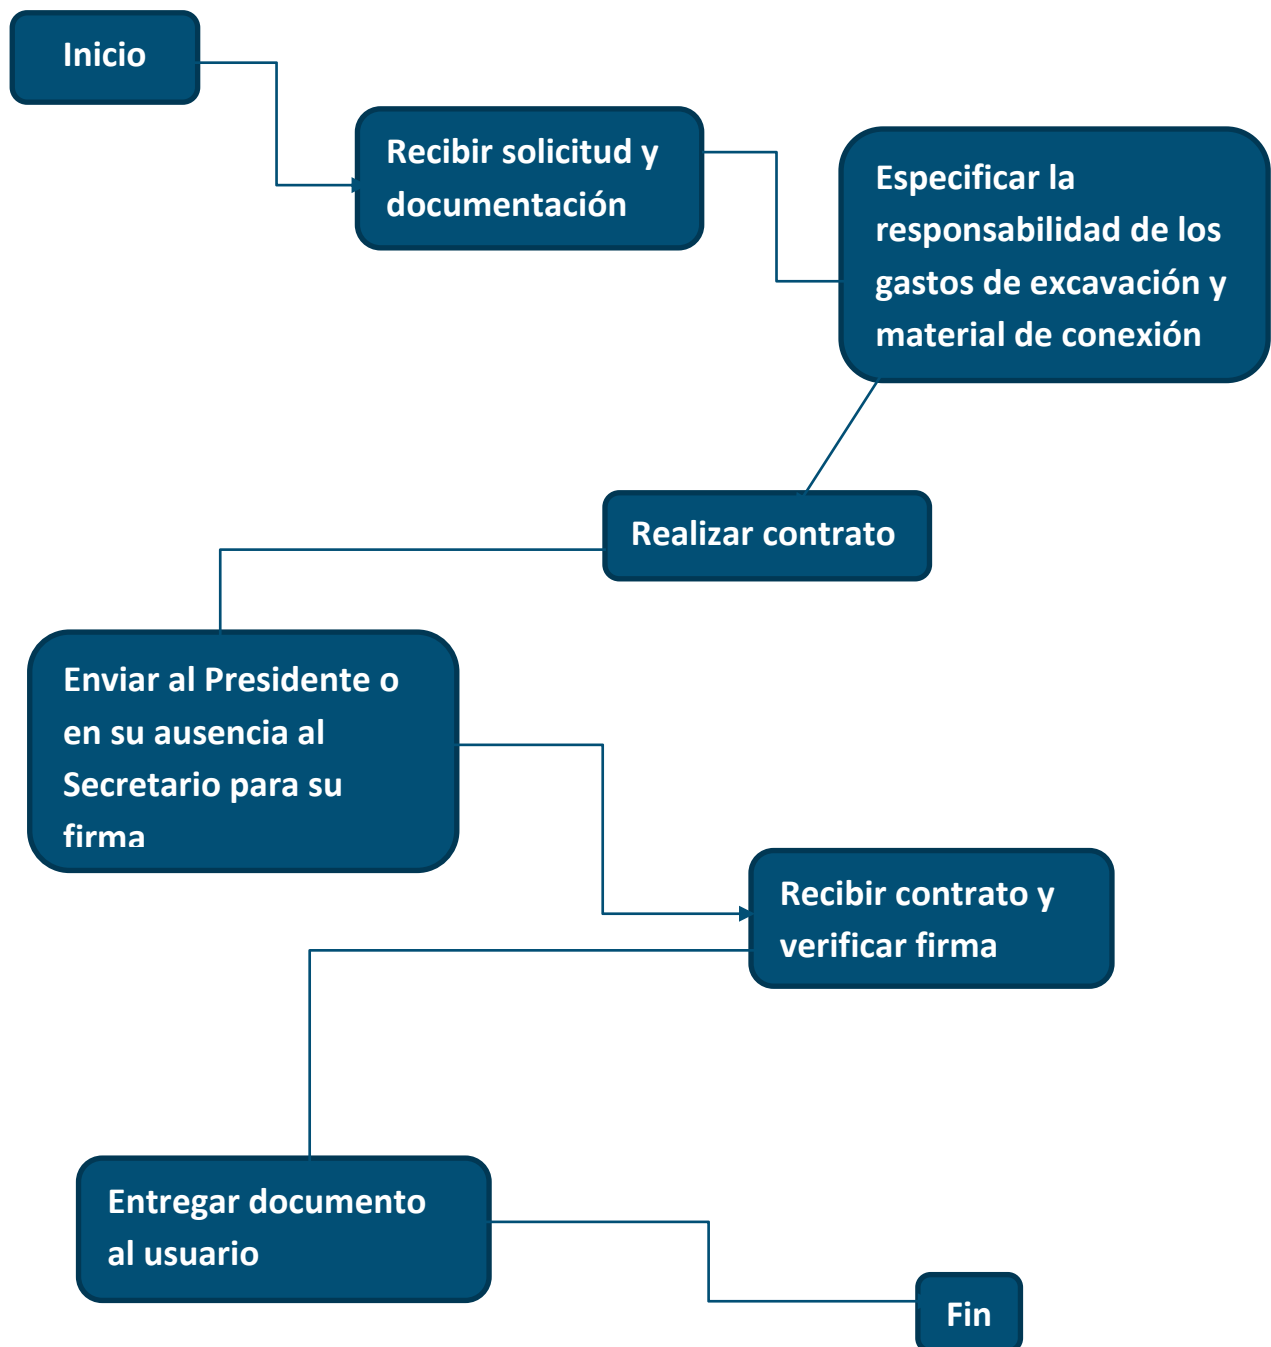 Inicio
Recibir solicitud y
documentación
Especificar la
responsabilidad de los
gastos de excavación y
material de conexión
Realizar contrato
Enviar al Presidente o
en su ausencia al
Secretario para su
firma
Recibir contrato y
verificar firma
Entregar documento
al usuario
Fin